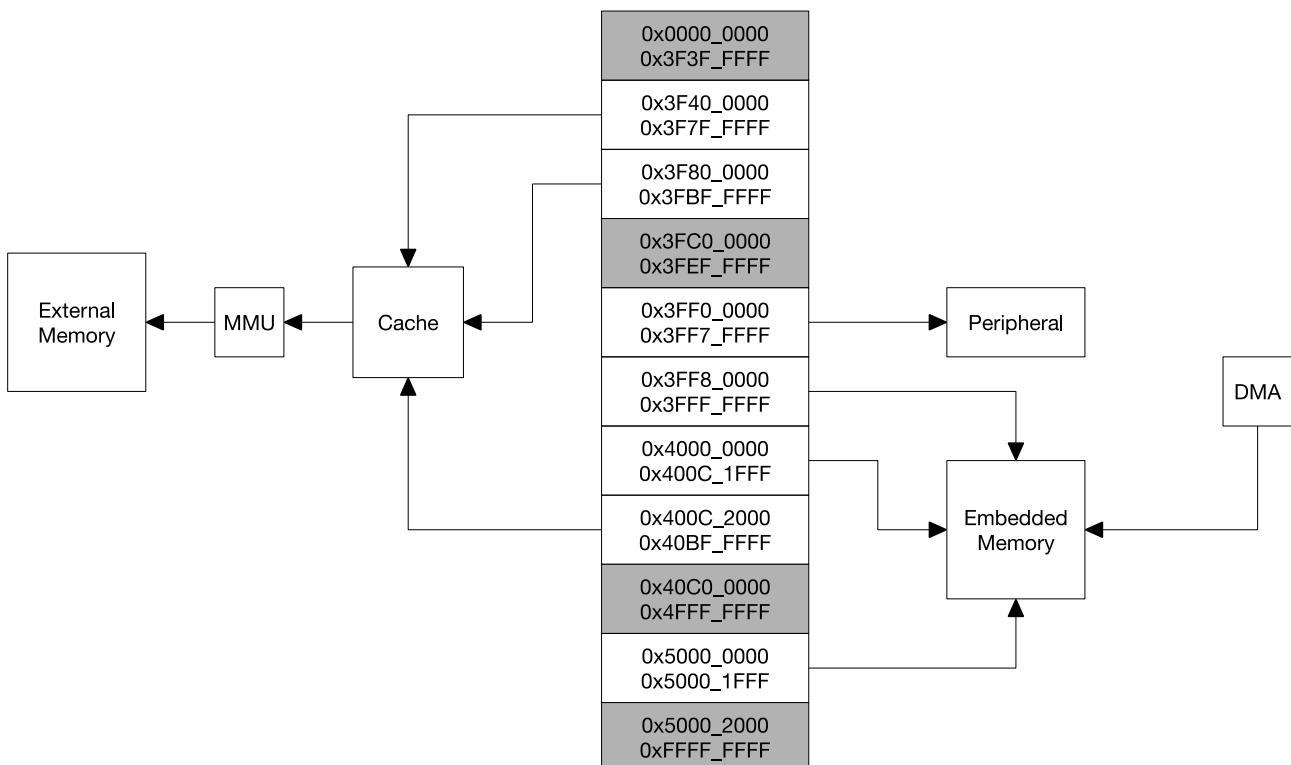 0x0000_0000
0x3F3F_FFFF
0x3F40_0000
0x3F7F_FFFF
0x3F80_0000
0x3FBF_FFFF
0x3FC0_0000
0x3FEF_FFFF
External
Memory
MMU
Cache
0x3FF0_0000
0x3FF7_FFFF
Peripheral
0x3FF8_0000
0x3FFF_FFFF
DMA
0x4000_0000
0x400C_1FFF
0x400C_2000
0x40BF_FFFF
Embedded
Memory
0x40C0_0000
0x4FFF_FFFF
0x5000_0000
0x5000_1FFF
0x5000_2000
0xFFFF_FFFF